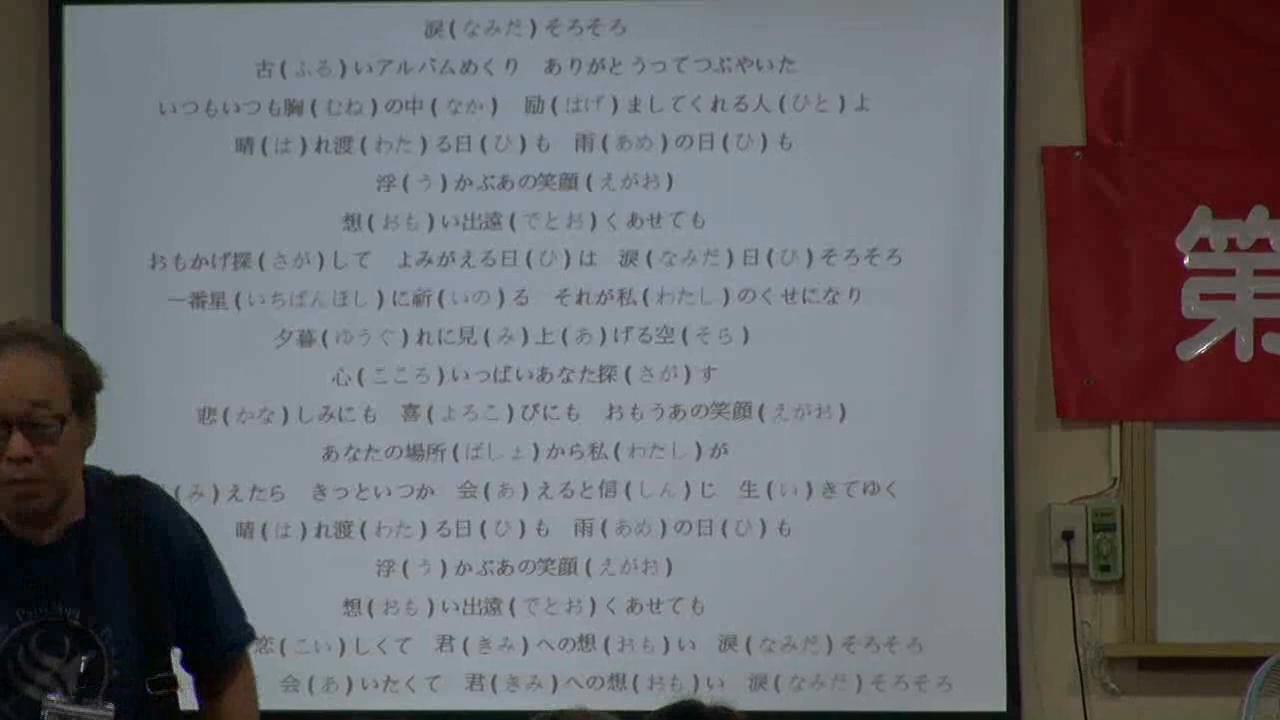 涙(なみだ)そろそろ
古(ふる)いアルバムめくり　ありがとうってつぶやいた
いつもいつも胸(むね)の中(なか)　励(はげ)ましてくれる人(ひと)よ
晴(は)れ渡(わた)る日(ひ)も　雨(あめ)の日(ひ)も
浮(う)かぶあの笑顔(えがお)
想(おも)い出遠(でとお)くあせても
おもかげ探(さが)して　よみがえる日(ひ)は　涙(なみだ)日(ひ)そろそろ
一番星(いちばんぼし)に祈(いの)る　それが私(わたし)のくせになり
夕暮(ゆうぐ)れに見(み)上(あ)げる空(そら)
心(こころ)いっぱいあなた探(さが)す
悲(かな)しみにも　喜(よろこ)びにも　おもうあの笑顔(えがお)
あなたの場所(ばしょ)から私(わたし)が
(み)えたら　きっといつか　会(あ)えると信(しん)じ　生(い)きてゆく
晴(は)れ渡(わた)る日(ひ)も　雨(あめ)の日(ひ)も
浮(う)かぶあの笑顔(えがお)
想(おも)い出遠(でとお)くあせても
恋(こい)しくて　君(きみ)への想(おも)い　涙(なみだ)そろそろ
会(あ)いたくて　君(きみ)への想(おも)い　涙(なみだ)そろそろ
第